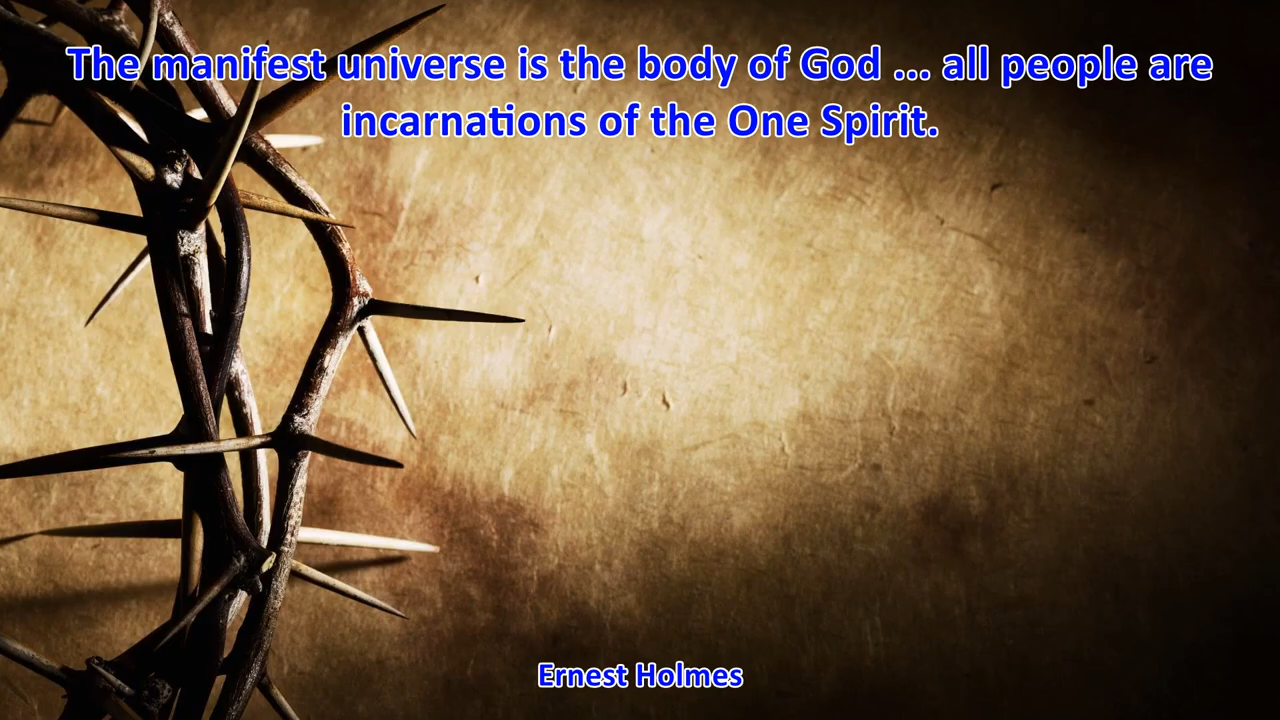 The manifest universe is the body of God ... all people are
incarnations of the One Spirit.
Ernest Holmes